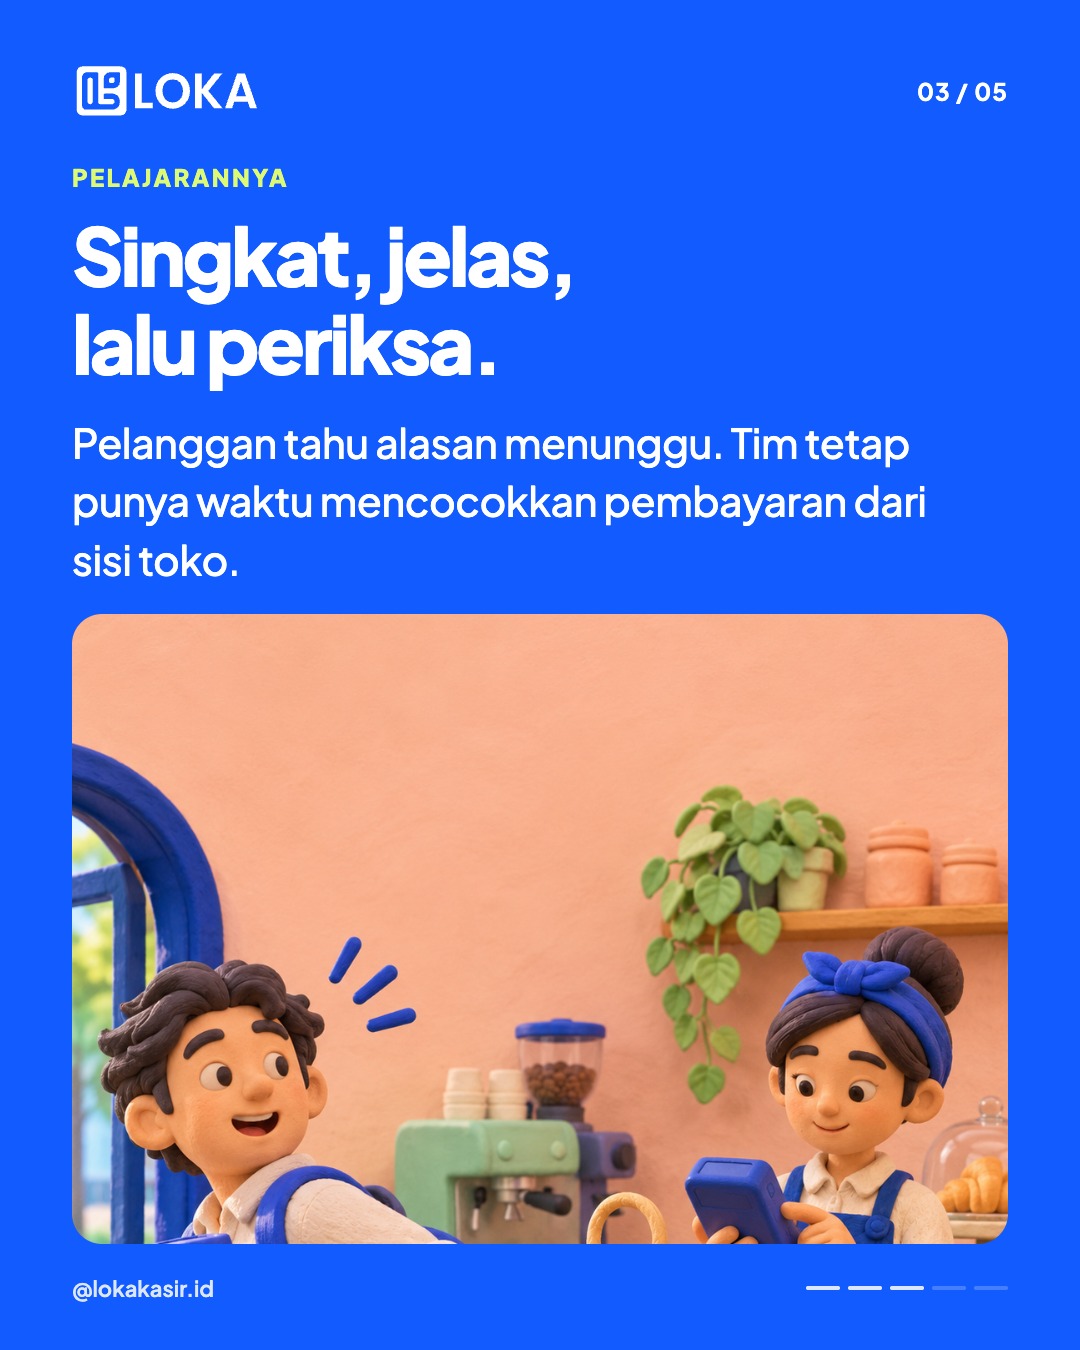 LOKA
03 / 05
PELAJARANNYA
Singkat, jelas,
lalu periksa.
Pelanggan tahu alasan menunggu. Tim tetap
punya waktu mencocokkan pembayaran dari
sisi toko.
@lokakasir.id